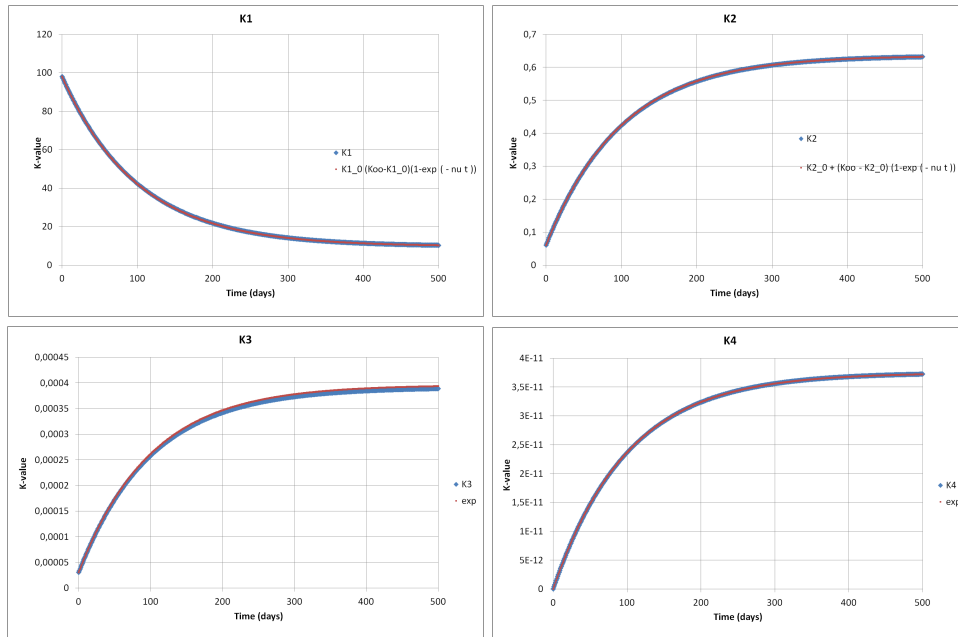 K1
120
100
80
60
40
20
0
K-value
0 100 200 300 400 500
Time (days)
K1
K1_0 (Koo-K1_0)(1-exp ( - nu t ))
K2
0,7
0,6
0,5
0,4
0,3
0,2
0,1
0
K-value
0 100 200 300 400 500
Time (days)
K2
K2_0 + (Koo - K2_0) (1-exp ( - nu t ))
K3
0,00045
0,0004
0,00035
0,0003
0,00025
0,0002
0,00015
0,0001
0,00005
0
K-value
0 100 200 300 400 500
Time (days)
K3
exp
K4
4E-11
3,5E-11
3E-11
2,5E-11
2E-11
1,5E-11
1E-11
5E-12
0
K-value
0 100 200 300 400 500
Time (days)
K4
exp